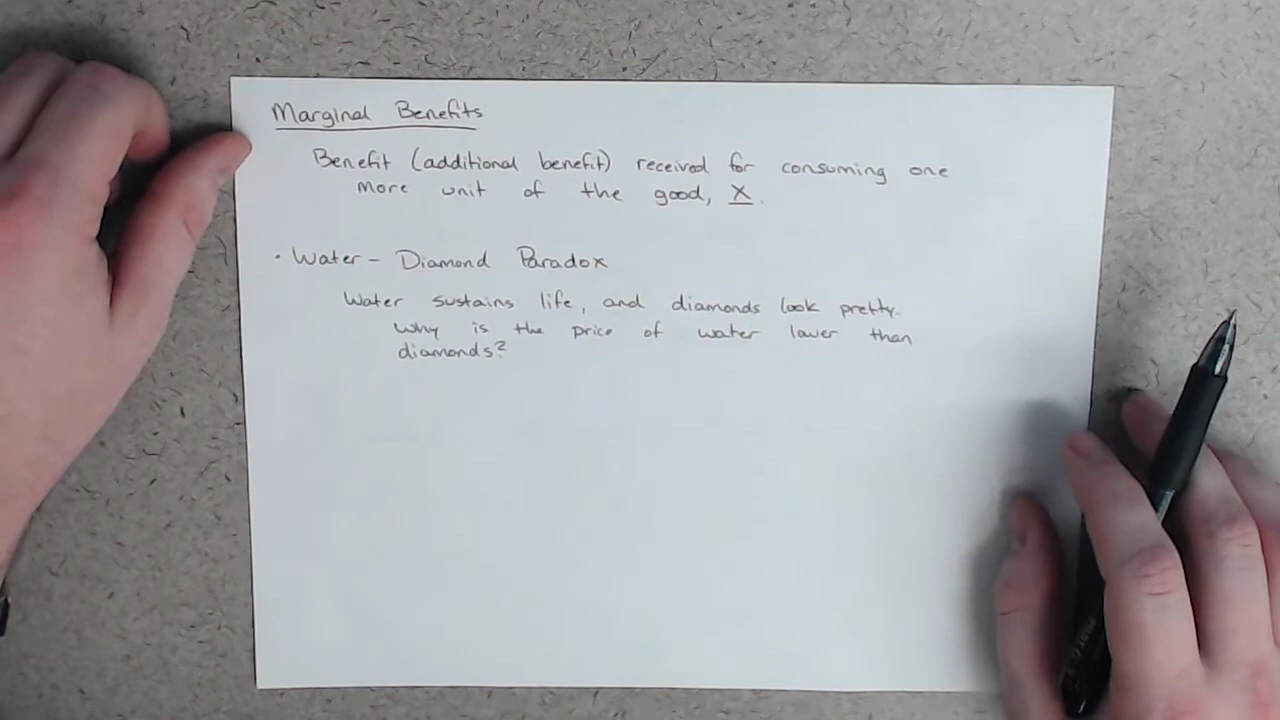 Marginal Benefits
Benefit (additional benefit) received for consuming one
more unit of the good, X.
• Water - Diamond Paradox
Water sustains life, and diamonds look pretty.
Why is the price of water lower than
diamonds?